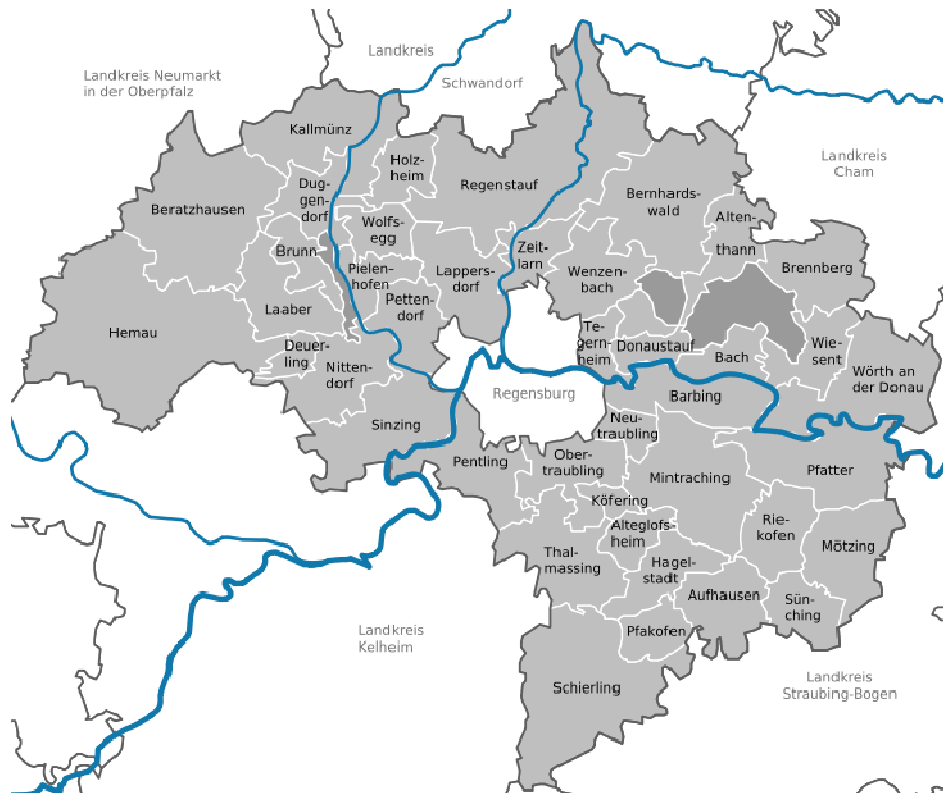 Landkreis
Schwandorf
Landkreis Neumarkt
in der Oberpfalz
Landkreis
Cham
Kallmünz
Holz-
heim
Regenstauf
Dug-
gen-
dorf
Beratzhausen
Bernhards-
wald
Wolfs-
egg
Alten-
thann
Brunn
Zeit-
larn
Pielen-
hofen
Lappers-
dorf
Wenzen-
bach
Brennberg
Petten-
dorf
Laaber
Hemau
Te-
gern-
heim
Donaustauf
Deuer-
ling
Bach
Wie-
sent
Nitten-
dorf
Wörth an
der Donau
Regensburg
Barbing
Sinzing
Neu-
traubling
Pentling
Ober-
traubling
Mintraching
Pfatter
Köfering
Alteglofs-
heim
Rie-
kofen
Mötzing
Thal-
massing
Hagel-
stadt
Aufhausen
Sün-
ching
Pfakofen
Landkreis
Kelheim
Schierling
Landkreis
Straubing-Bogen